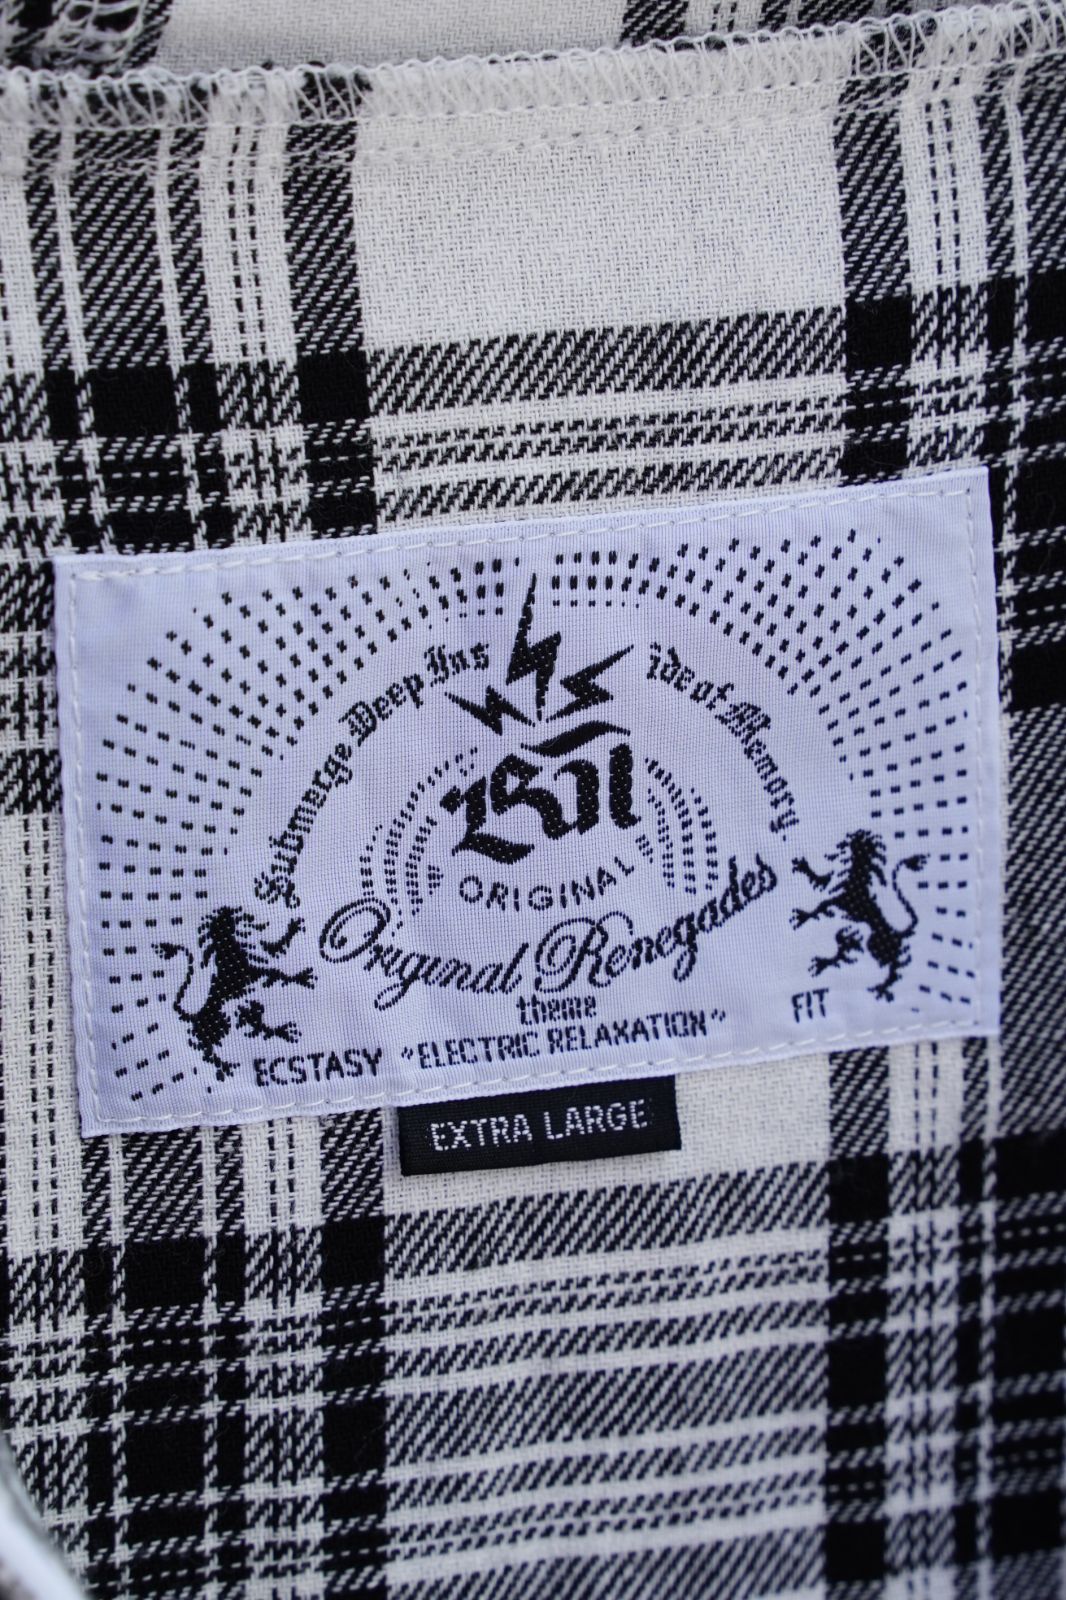 Submerge Deep Ins ide of Memory
ORIGINAL
Original Renegades
theme
ECSTASY "ELECTRIC RELAXATION" FIT
EXTRA LARGE